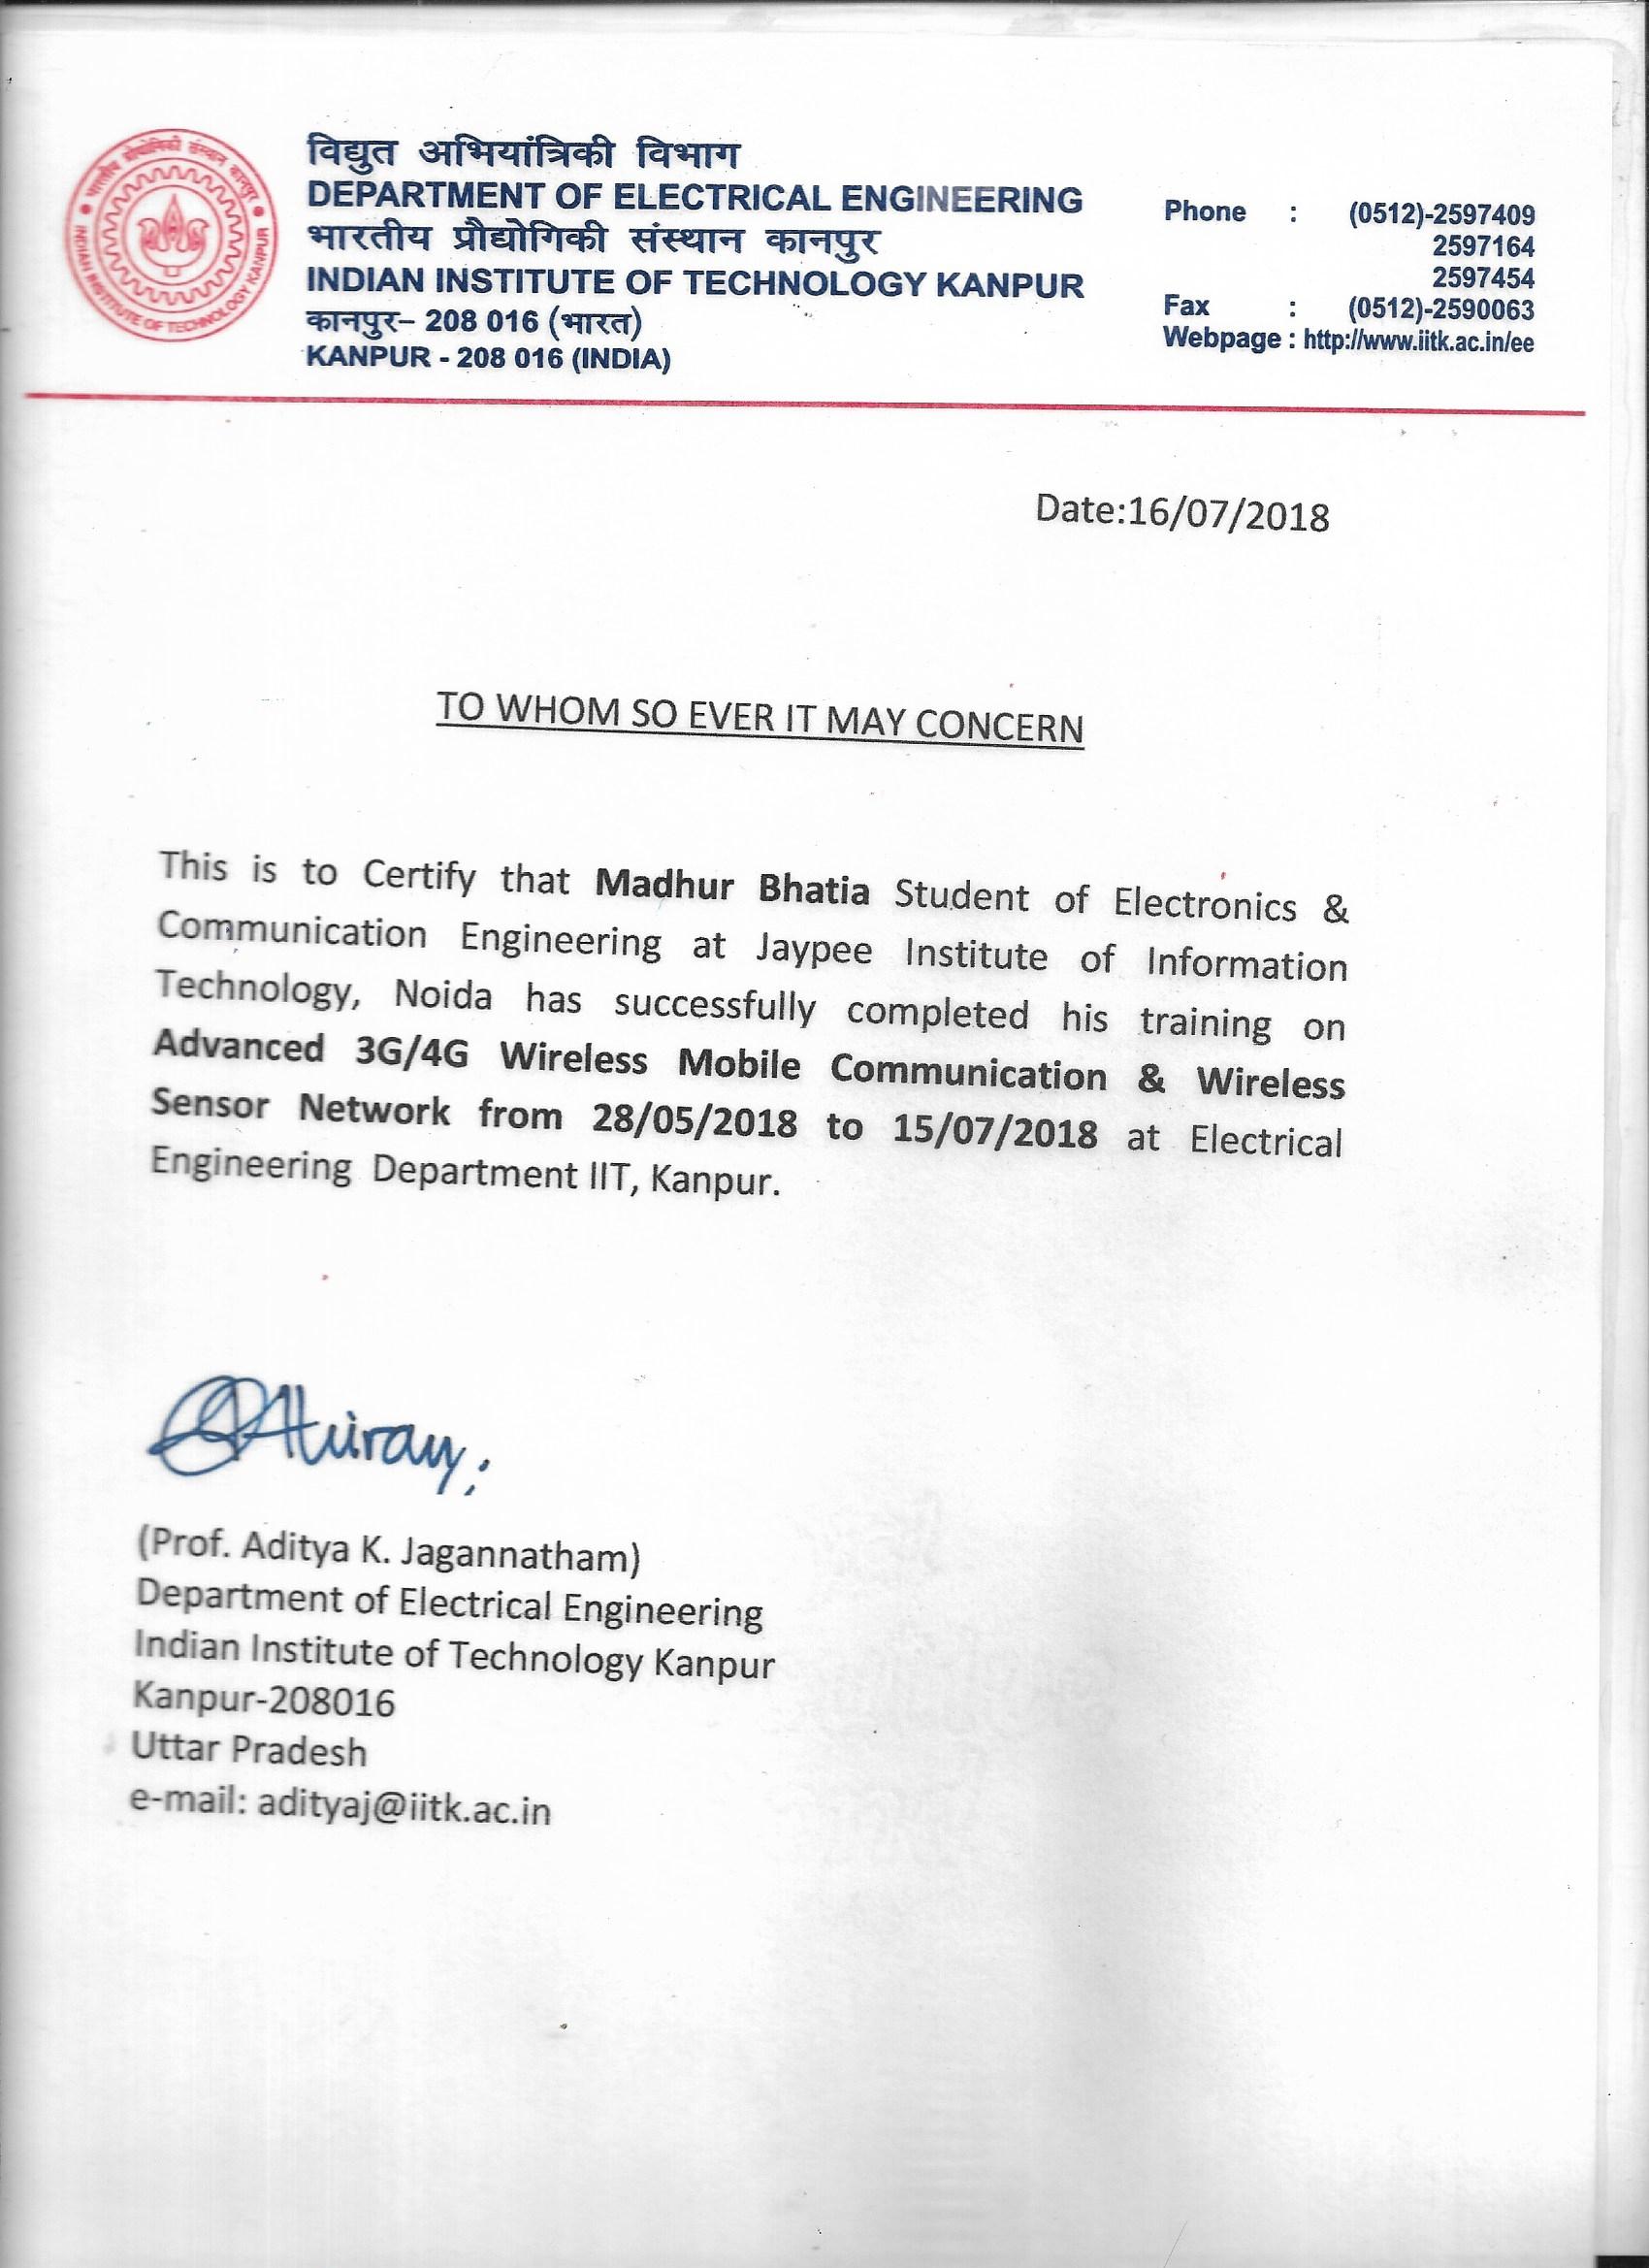 भारतीय प्रौद्योगिकी संस्थान कानपुर
INDIAN INSTITUTE OF TECHNOLOGY KANPUR
विद्युत अभियांत्रिकी विभाग
DEPARTMENT OF ELECTRICAL ENGINEERING
भारतीय प्रौद्योगिकी संस्थान कानपुर
INDIAN INSTITUTE OF TECHNOLOGY KANPUR
कानपुर– 208 016 (भारत)
KANPUR - 208 016 (INDIA)
Phone : (0512)-2597409
2597164
2597454
Fax : (0512)-2590063
Webpage : http://www.iitk.ac.in/ee
Date:16/07/2018
TO WHOM SO EVER IT MAY CONCERN
This is to Certify that Madhur Bhatia Student of Electronics &
Communication Engineering at Jaypee Institute of Information
Technology, Noida has successfully completed his training on
Advanced 3G/4G Wireless Mobile Communication & Wireless
Sensor Network from 28/05/2018 to 15/07/2018 at Electrical
Engineering Department IIT, Kanpur.
(Prof. Aditya K. Jagannatham)
Department of Electrical Engineering
Indian Institute of Technology Kanpur
Kanpur-208016
Uttar Pradesh
e-mail: adityaj@iitk.ac.in